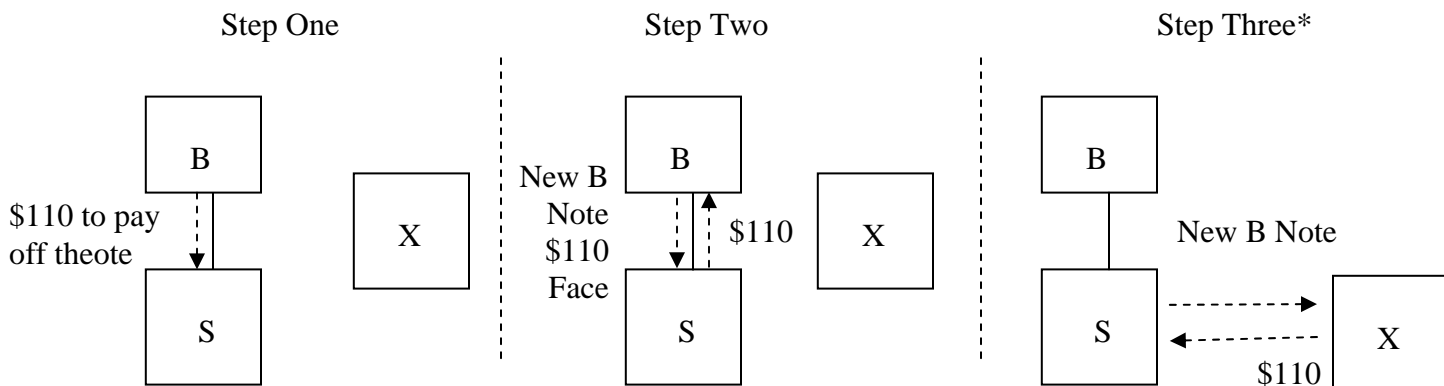 Step One
Step Two
Step Three*
B
$110 to pay
off theote
X
S
B
New B
Note
$110
Face
$110
X
S
B
New B Note
S
X
$110